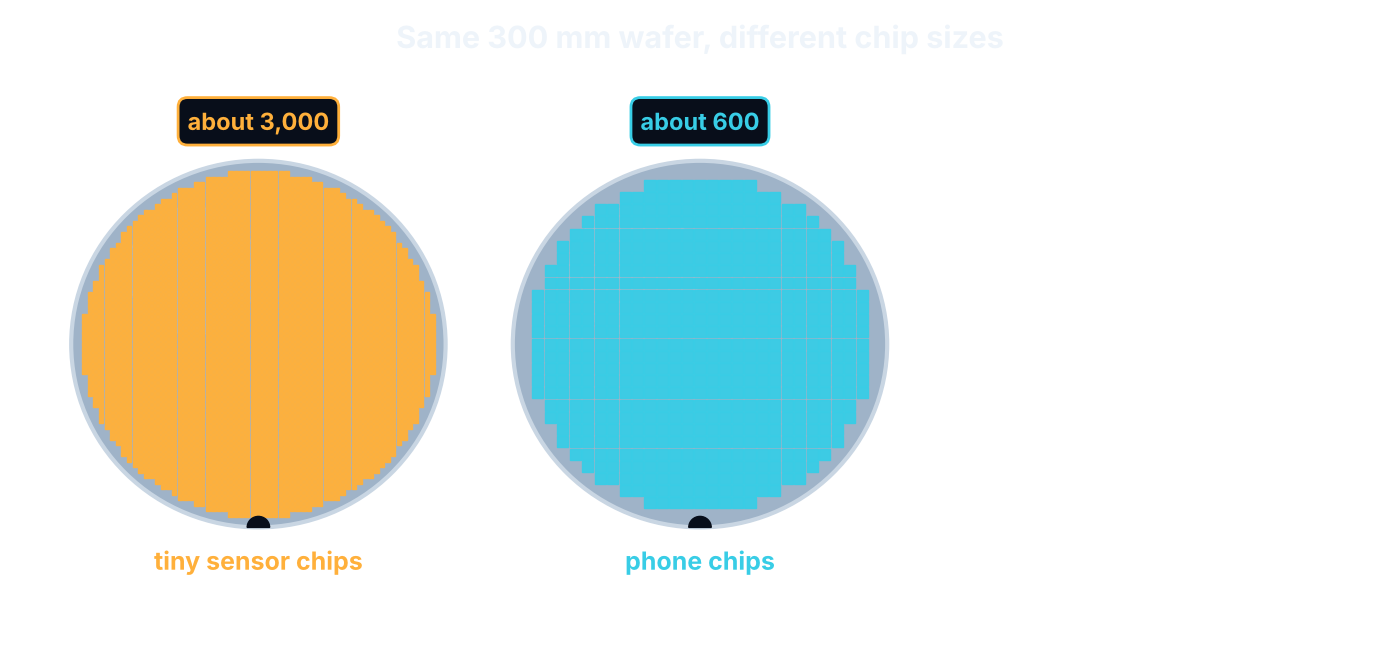 Same 300 mm wafer, different chip sizes
about 3,000
about 600
tiny sensor chips
phone chips